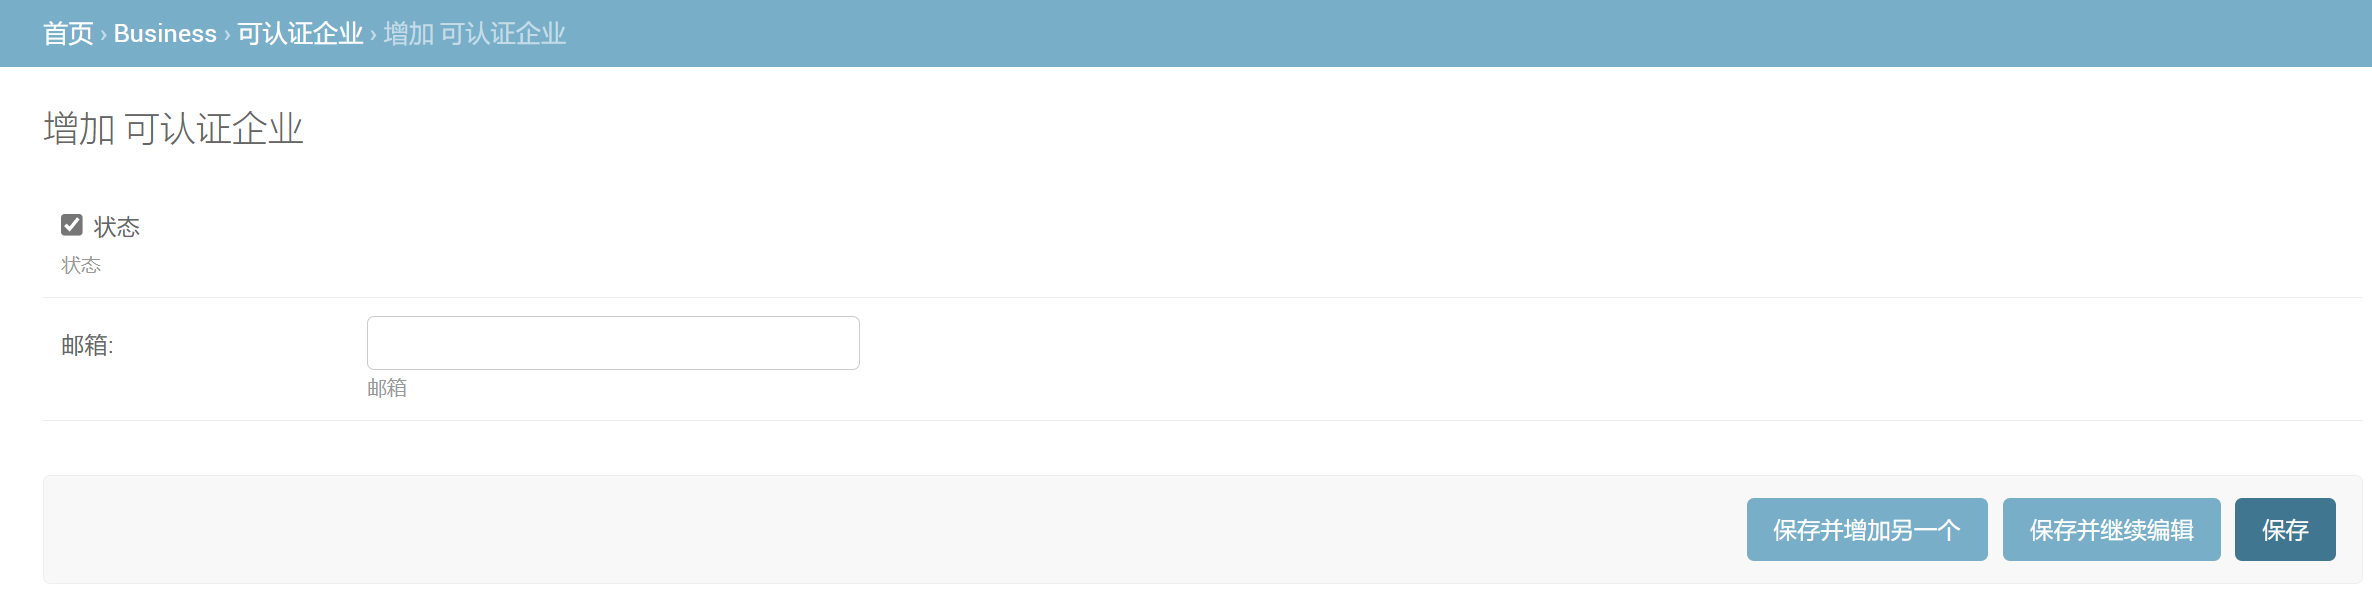 首页 › Business › 可认证企业 › 增加 可认证企业
增加 可认证企业
状态
状态
邮箱:
邮箱
保存并增加另一个 保存并继续编辑 保存